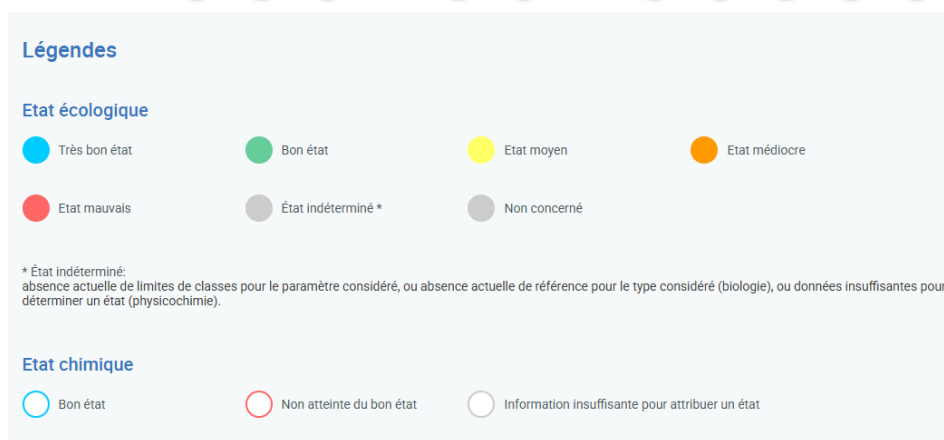 Légendes
Etat écologique
Très bon état
Bon état
Etat moyen
Etat médiocre
Etat mauvais
État indéterminé *
Non concerné
* État indéterminé:
absence actuelle de limites de classes pour le paramètre considéré, ou absence actuelle de référence pour le type considéré (biologie), ou données insuffisantes pour
déterminer un état (physicochimie).
Etat chimique
Bon état
Non atteinte du bon état
Information insuffisante pour attribuer un état